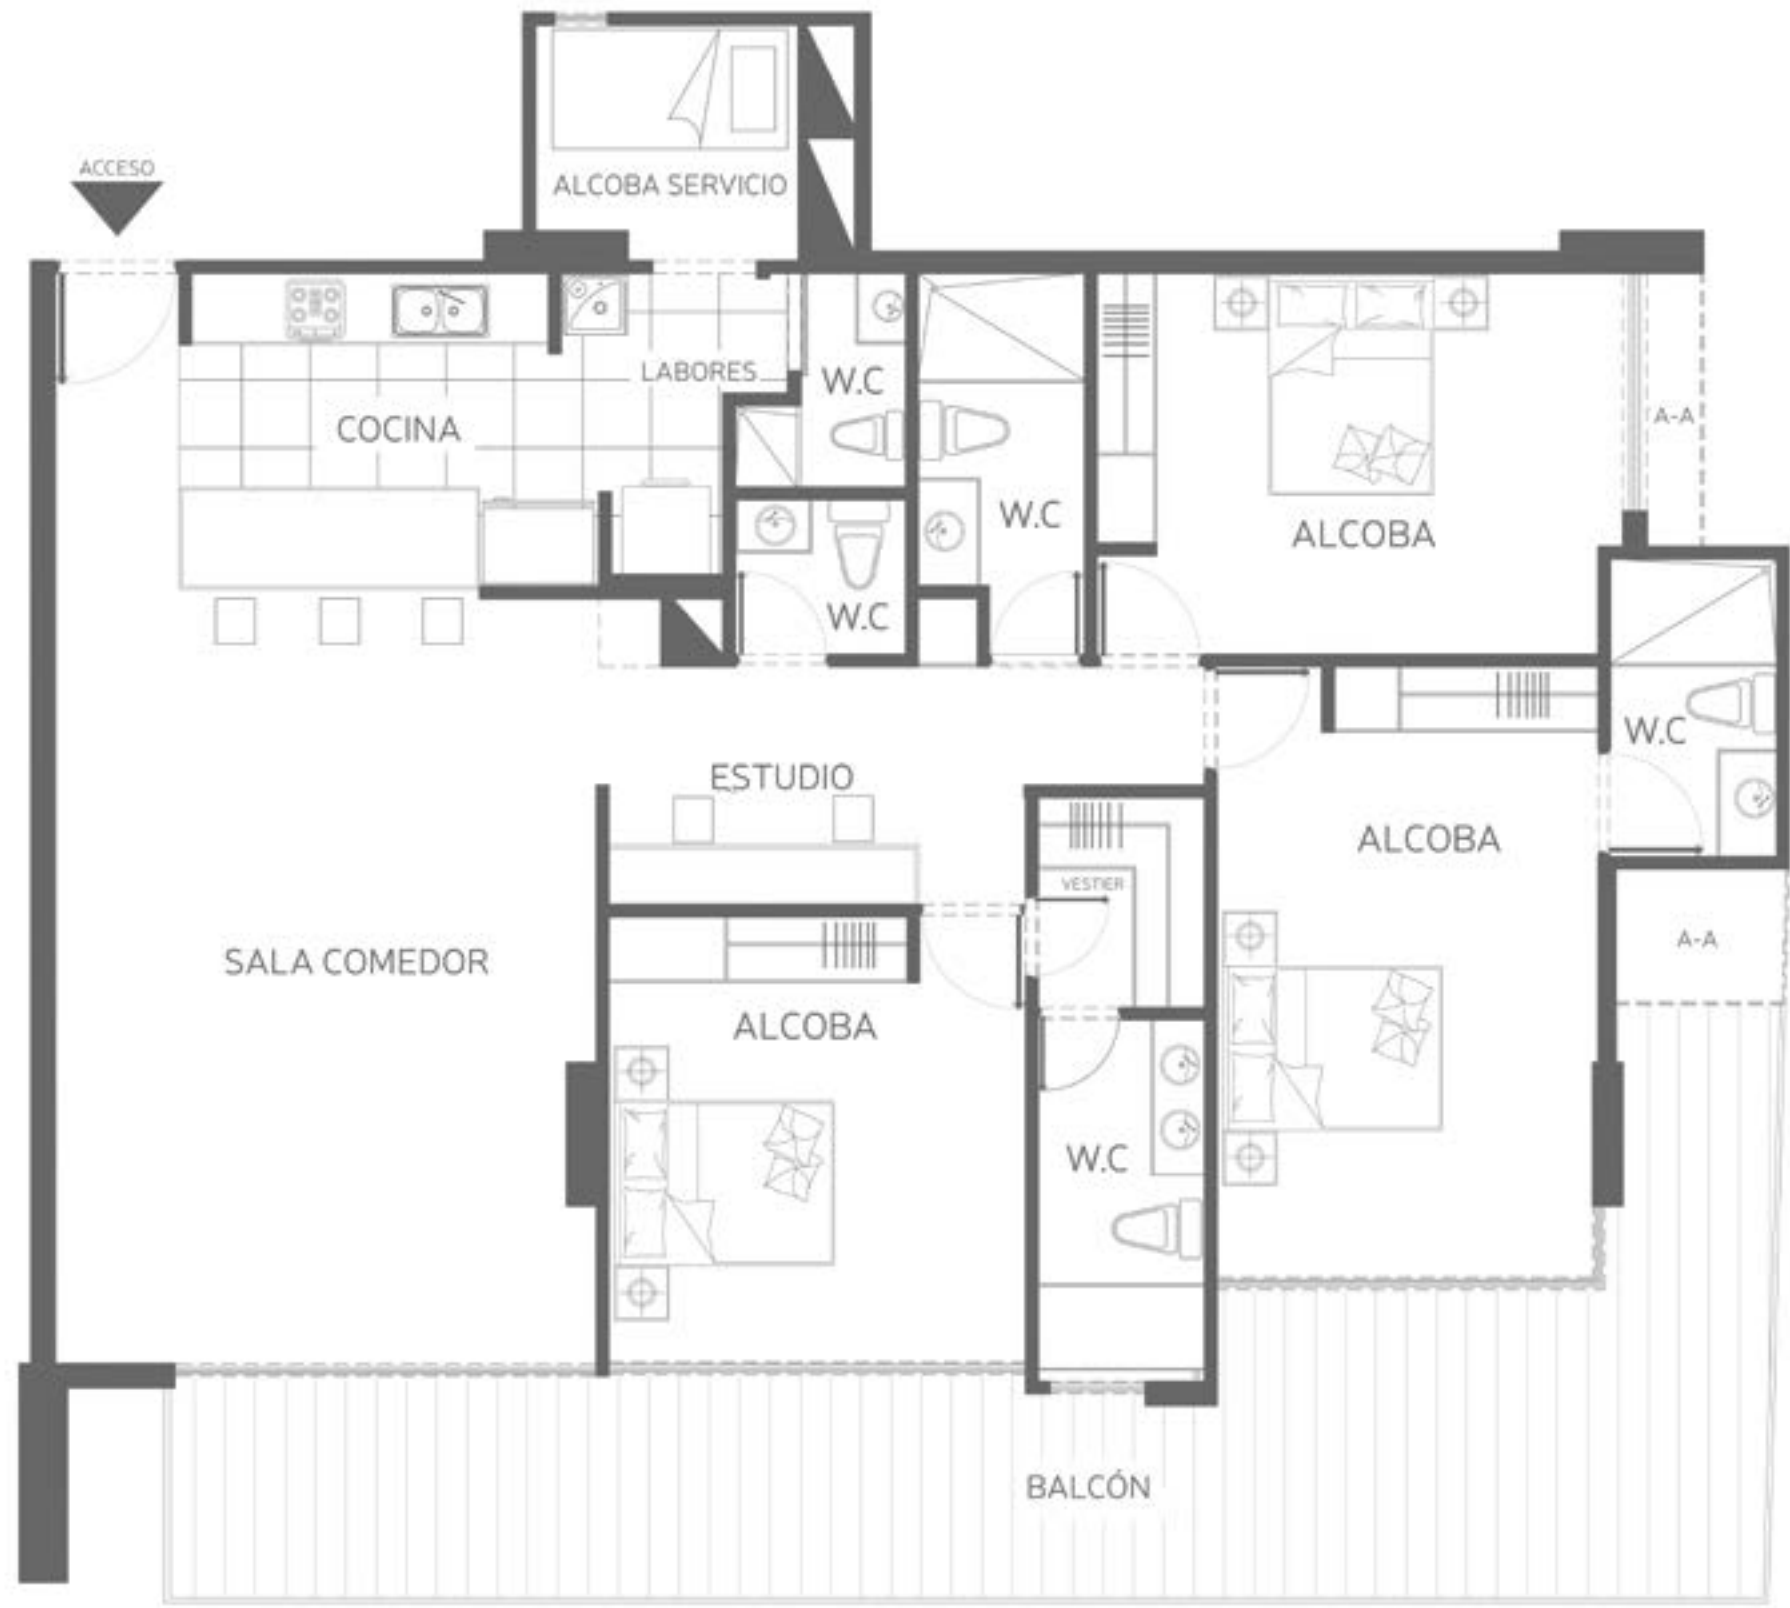 ACCESO
ALCOBA SERVICIO
LABORES
W.C
COCINA
A-A
W.C
ALCOBA
W.C
W.C
ESTUDIO
ALCOBA
VESTIER
A-A
SALA COMEDOR
ALCOBA
W.C
BALCÓN